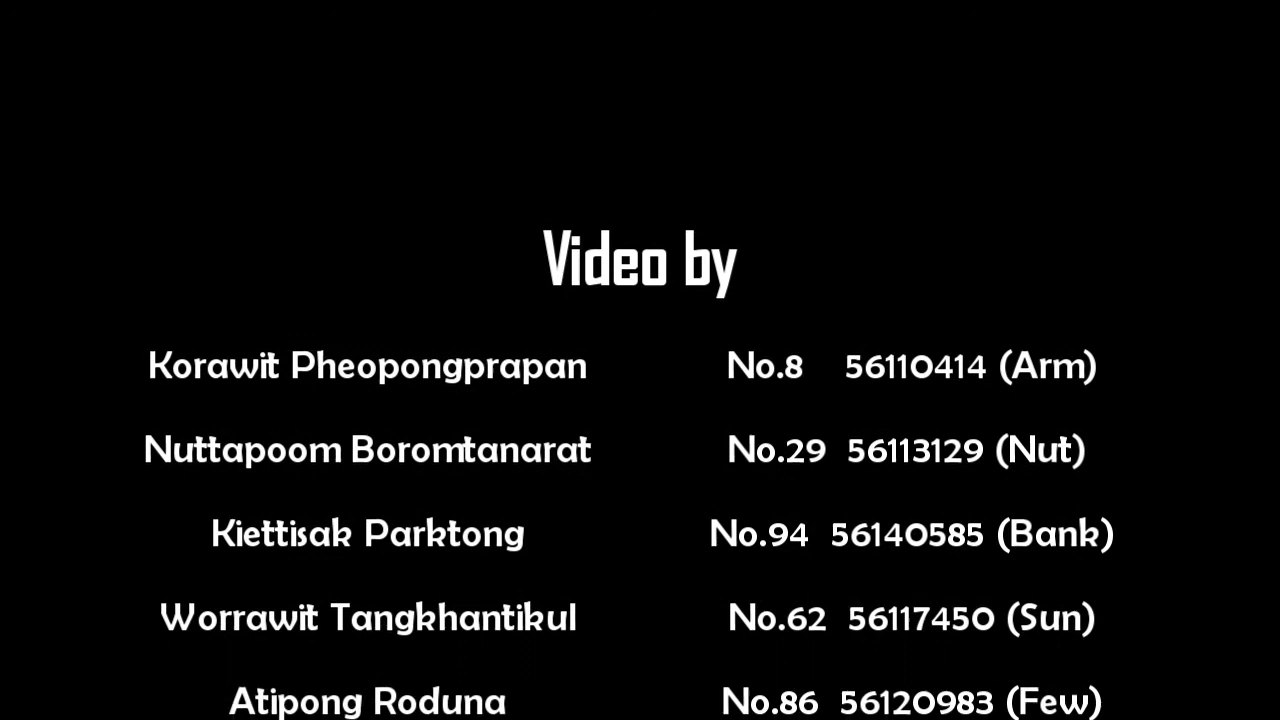 Video by
Korawit Pheopongprapan No.8 56110414 (Arm)
Nuttapoom Boromtanarat No.29 56113129 (Nut)
Kiettisak Parktong No.94 56140585 (Bank)
Worrawit Tangkhantikul No.62 56117450 (Sun)
Atipong Roduna No.86 56120983 (Few)